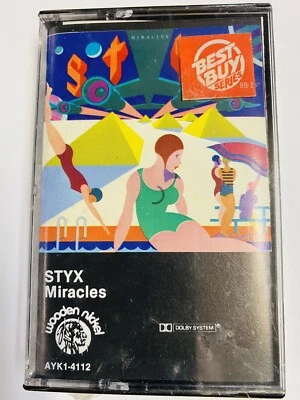 S T
MIRACLES
BEST
BUY
SERIES
STYX
Miracles
wooden nickel
DOLBY SYSTEM
AYK1-4112